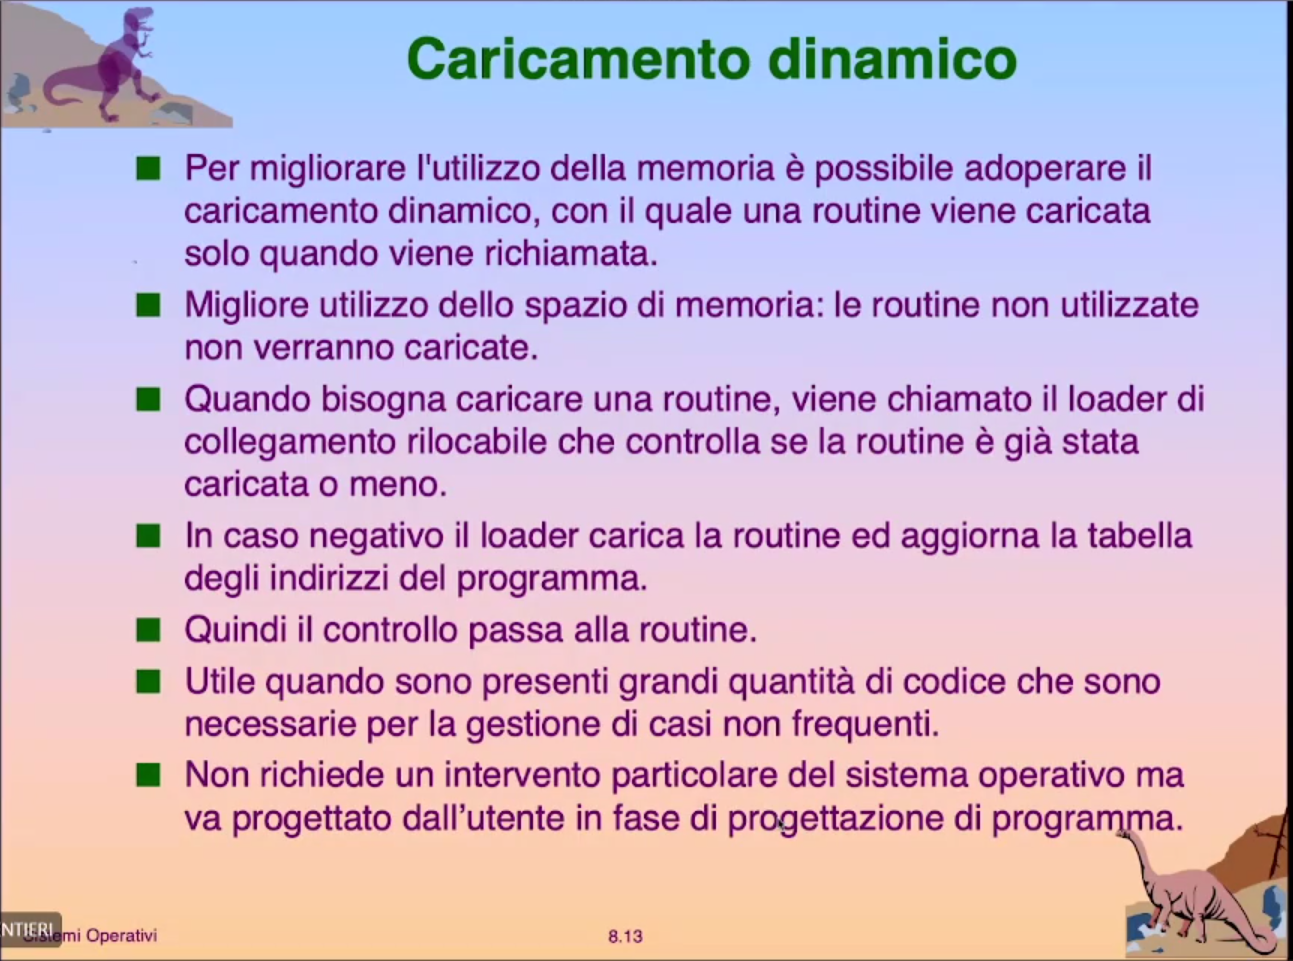 Caricamento dinamico
Per migliorare l'utilizzo della memoria è possibile adoperare il
caricamento dinamico, con il quale una routine viene caricata
solo quando viene richiamata.
Migliore utilizzo dello spazio di memoria: le routine non utilizzate
non verranno caricate.
Quando bisogna caricare una routine, viene chiamato il loader di
collegamento rilocabile che controlla se la routine è già stata
caricata o meno.
In caso negativo il loader carica la routine ed aggiorna la tabella
degli indirizzi del programma.
Quindi il controllo passa alla routine.
Utile quando sono presenti grandi quantità di codice che sono
necessarie per la gestione di casi non frequenti.
Non richiede un intervento particolare del sistema operativo ma
va progettato dall’utente in fase di progettazione di programma.
NTIERI
Sistemi Operativi
8.13